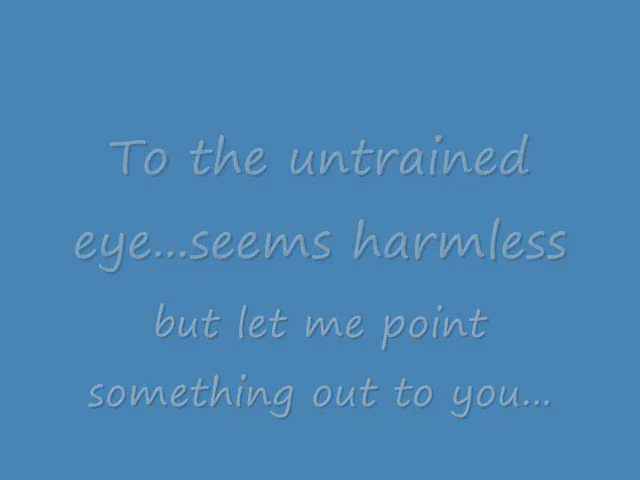 To the untrained
eye...seems harmless
but let me point
something out to you...